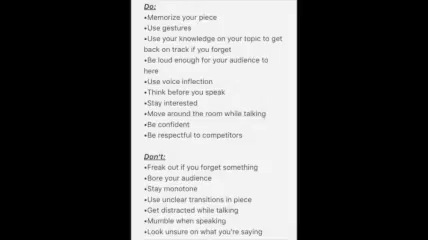 Do:
•Memorize your piece
•Use gestures
•Use your knowledge on your topic to get
back on track if you forget
•Be loud enough for your audience to
here
•Use voice inflection
•Think before you speak
•Stay interested
•Move around the room while talking
•Be confident
•Be respectful to competitors
Don't:
•Freak out if you forget something
•Bore your audience
•Stay monotone
•Use unclear transitions in piece
•Get distracted while talking
•Mumble when speaking
•Look unsure on what you're saying